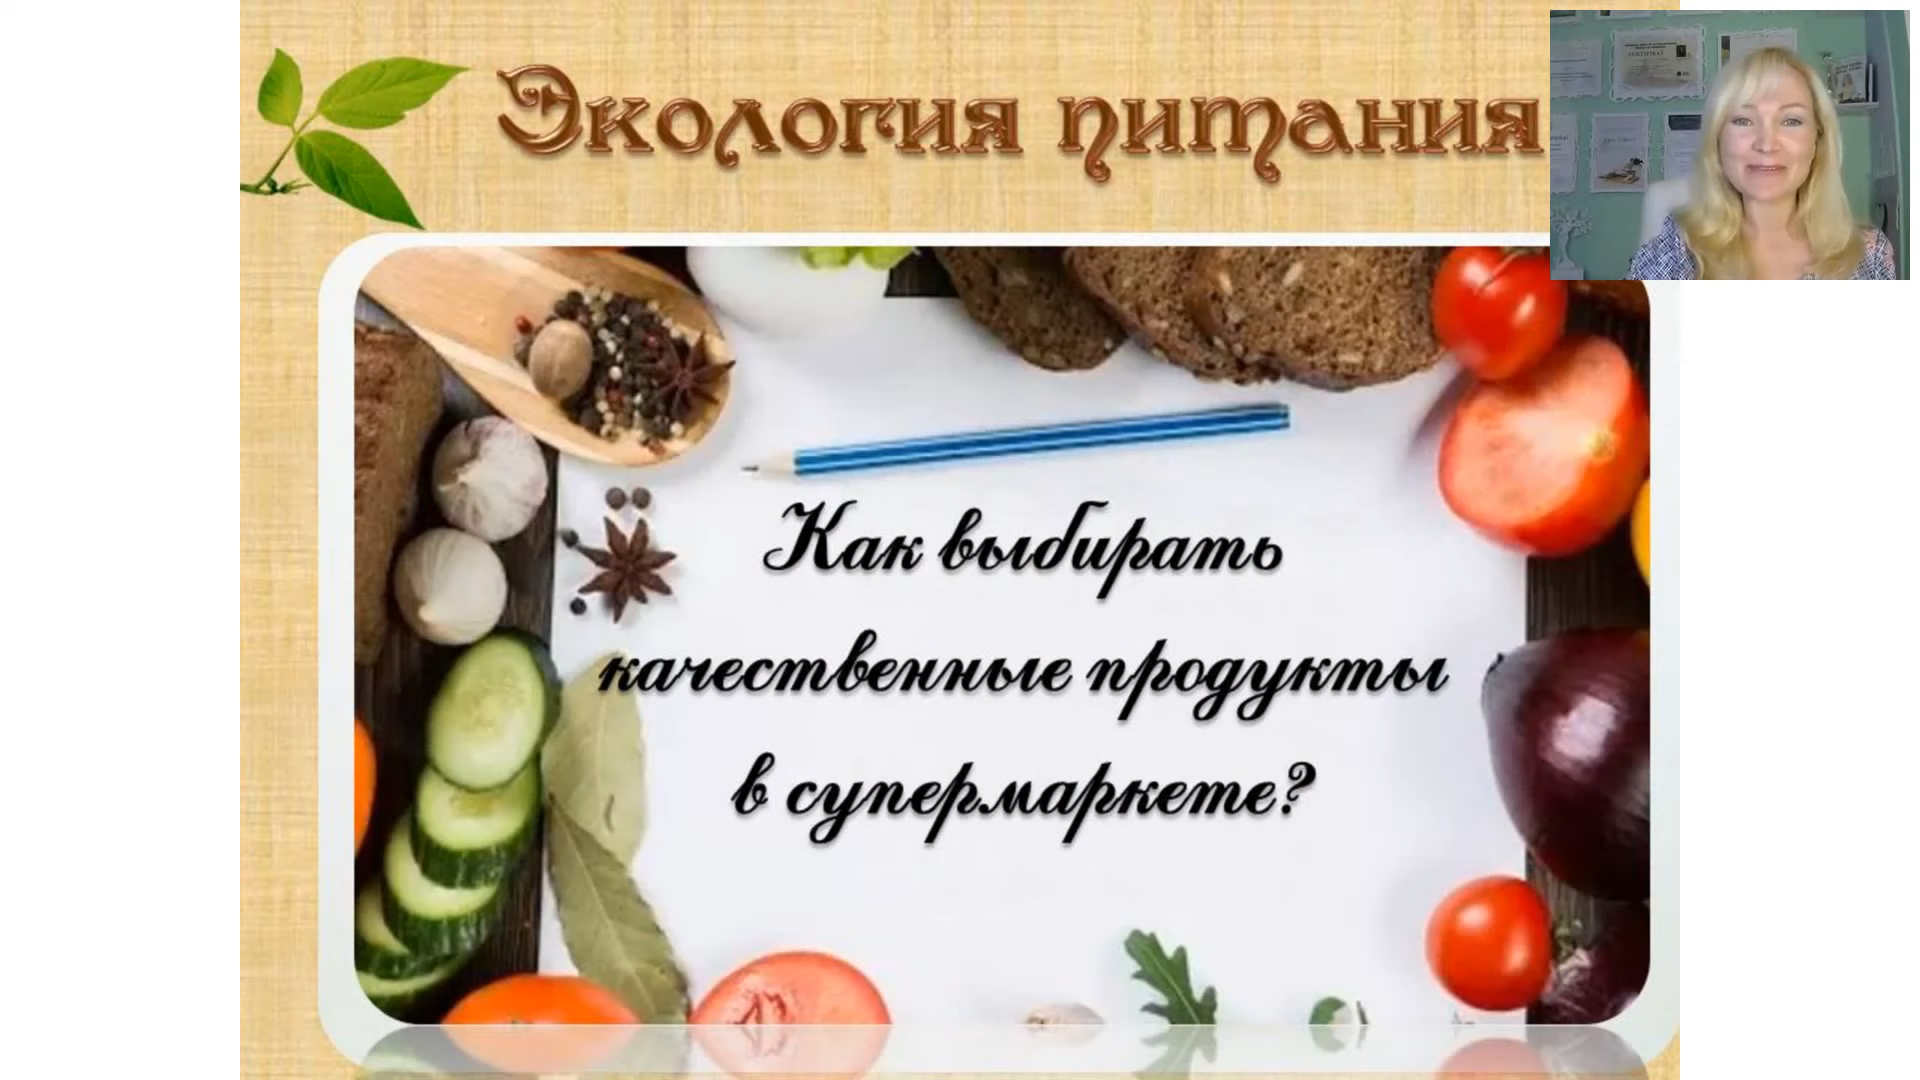 Экология питания
Как выбирать
качественные продукты
в супермаркете?